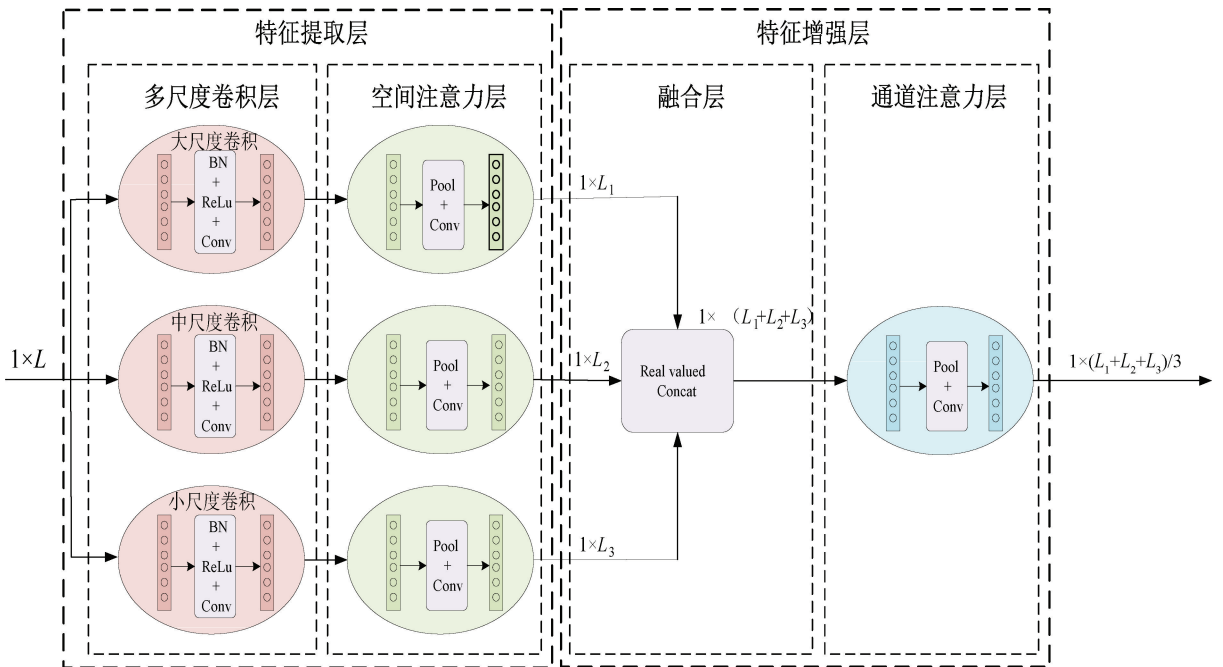 特征提取层
特征增强层
多尺度卷积层
空间注意力层
融合层
通道注意力层
大尺度卷积
BN
+
ReLu
+
Conv
Pool
+
Conv
1×L₁
中尺度卷积
BN
+
ReLu
+
Conv
Pool
+
Conv
1×L
1×L₂
1× （L₁+L₂+L₃）
Real valued
Concat
Pool
+
Conv
1×(L₁+L₂+L₃)/3
小尺度卷积
BN
+
ReLu
+
Conv
Pool
+
Conv
1×L₃